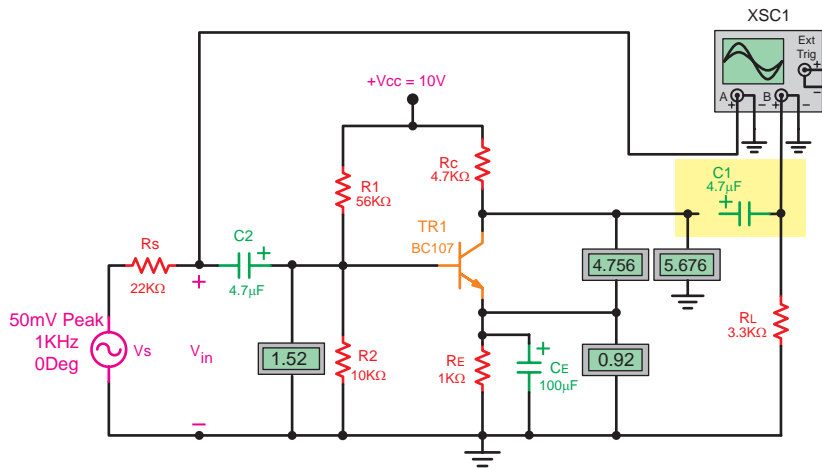 XSC1
Ext
Trig
+
−
A
B
+ −
+ −
+Vcc = 10V
Rc
4.7KΩ
C1
4.7µF
+
R1
56KΩ
TR1
BC107
Rs
22KΩ
C2
+
4.7µF
4.756
5.676
50mV Peak
1KHz
0Deg
Vs
+
Vin
−
1.52
R2
10KΩ
RE
1KΩ
+
CE
100µF
0.92
RL
3.3KΩ